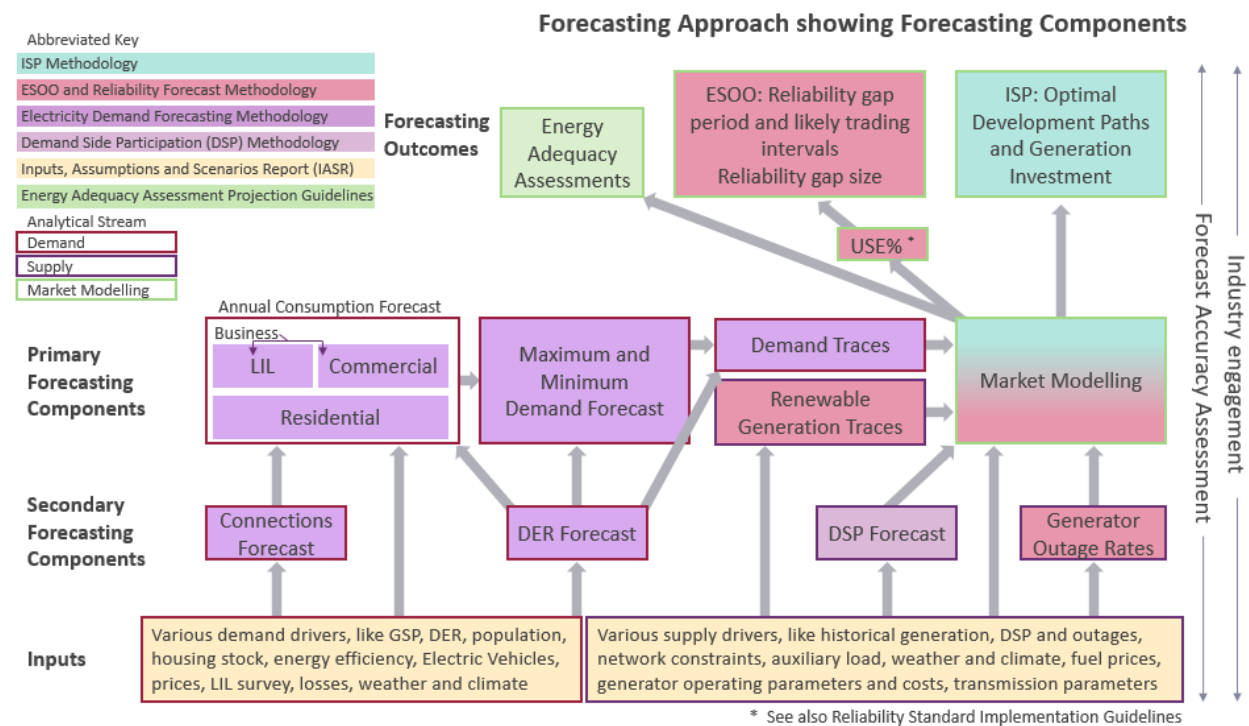 Forecasting Approach showing Forecasting Components
Abbreviated Key
ISP Methodology
ESOO and Reliability Forecast Methodology
Electricity Demand Forecasting Methodology
Demand Side Participation (DSP) Methodology
Inputs, Assumptions and Scenarios Report (IASR)
Energy Adequacy Assessment Projection Guidelines
Analytical Stream
Demand
Supply
Market Modelling
Forecasting
Outcomes
Energy
Adequacy
Assessments
ESOO: Reliability gap
period and likely trading
intervals
Reliability gap size
ISP: Optimal
Development Paths
and Generation
Investment
USE% *
Primary
Forecasting
Components
Annual Consumption Forecast
Business
LIL
Commercial
Residential
Maximum and
Minimum
Demand Forecast
Demand Traces
Renewable
Generation Traces
Market Modelling
Secondary
Forecasting
Components
Connections
Forecast
DER Forecast
DSP Forecast
Generator
Outage Rates
Inputs
Various demand drivers, like GSP, DER, population,
housing stock, energy efficiency, Electric Vehicles,
prices, LIL survey, losses, weather and climate
Various supply drivers, like historical generation, DSP and outages,
network constraints, auxiliary load, weather and climate, fuel prices,
generator operating parameters and costs, transmission parameters
Forecast Accuracy Assessment
Industry engagement
* See also Reliability Standard Implementation Guidelines